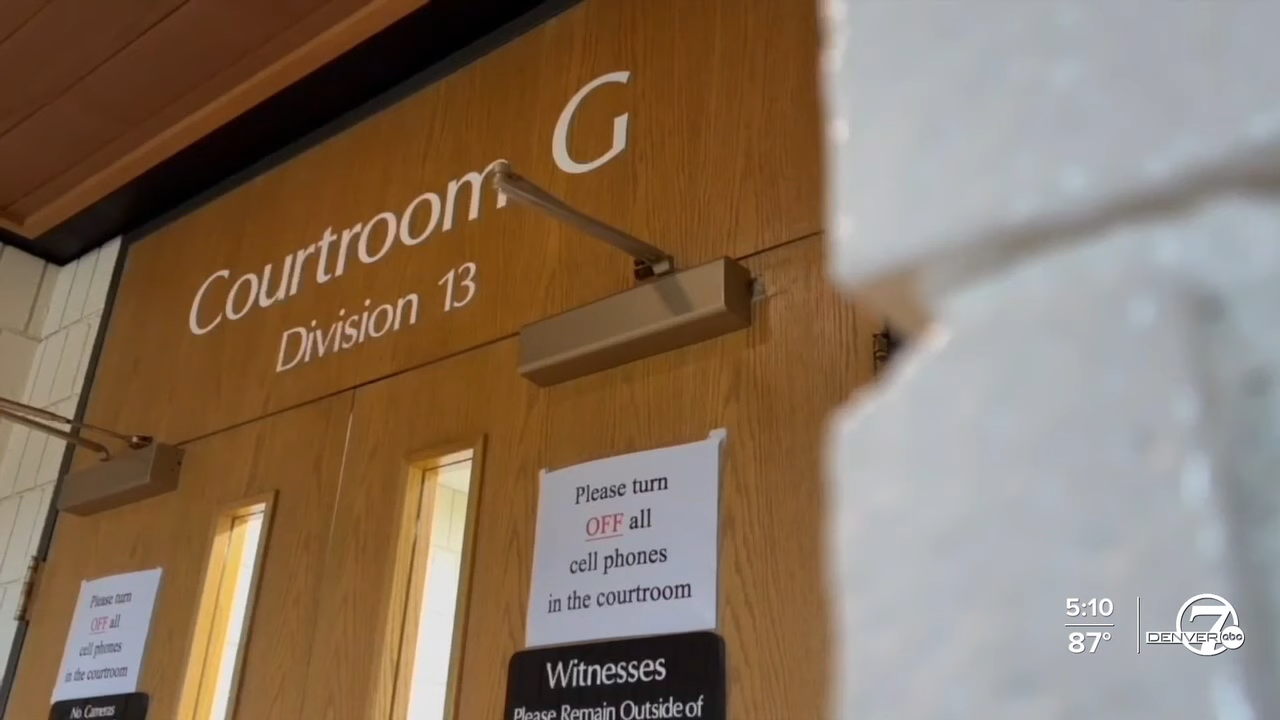 Courtroom G
Division 13
Please turn
OFF all
cell phones
in the courtroom
Please turn
OFF all
cell phones
in the courtroom
Witnesses
Please Remain Outside of
No Cameras
5:10
87°
DENVER 7 abc